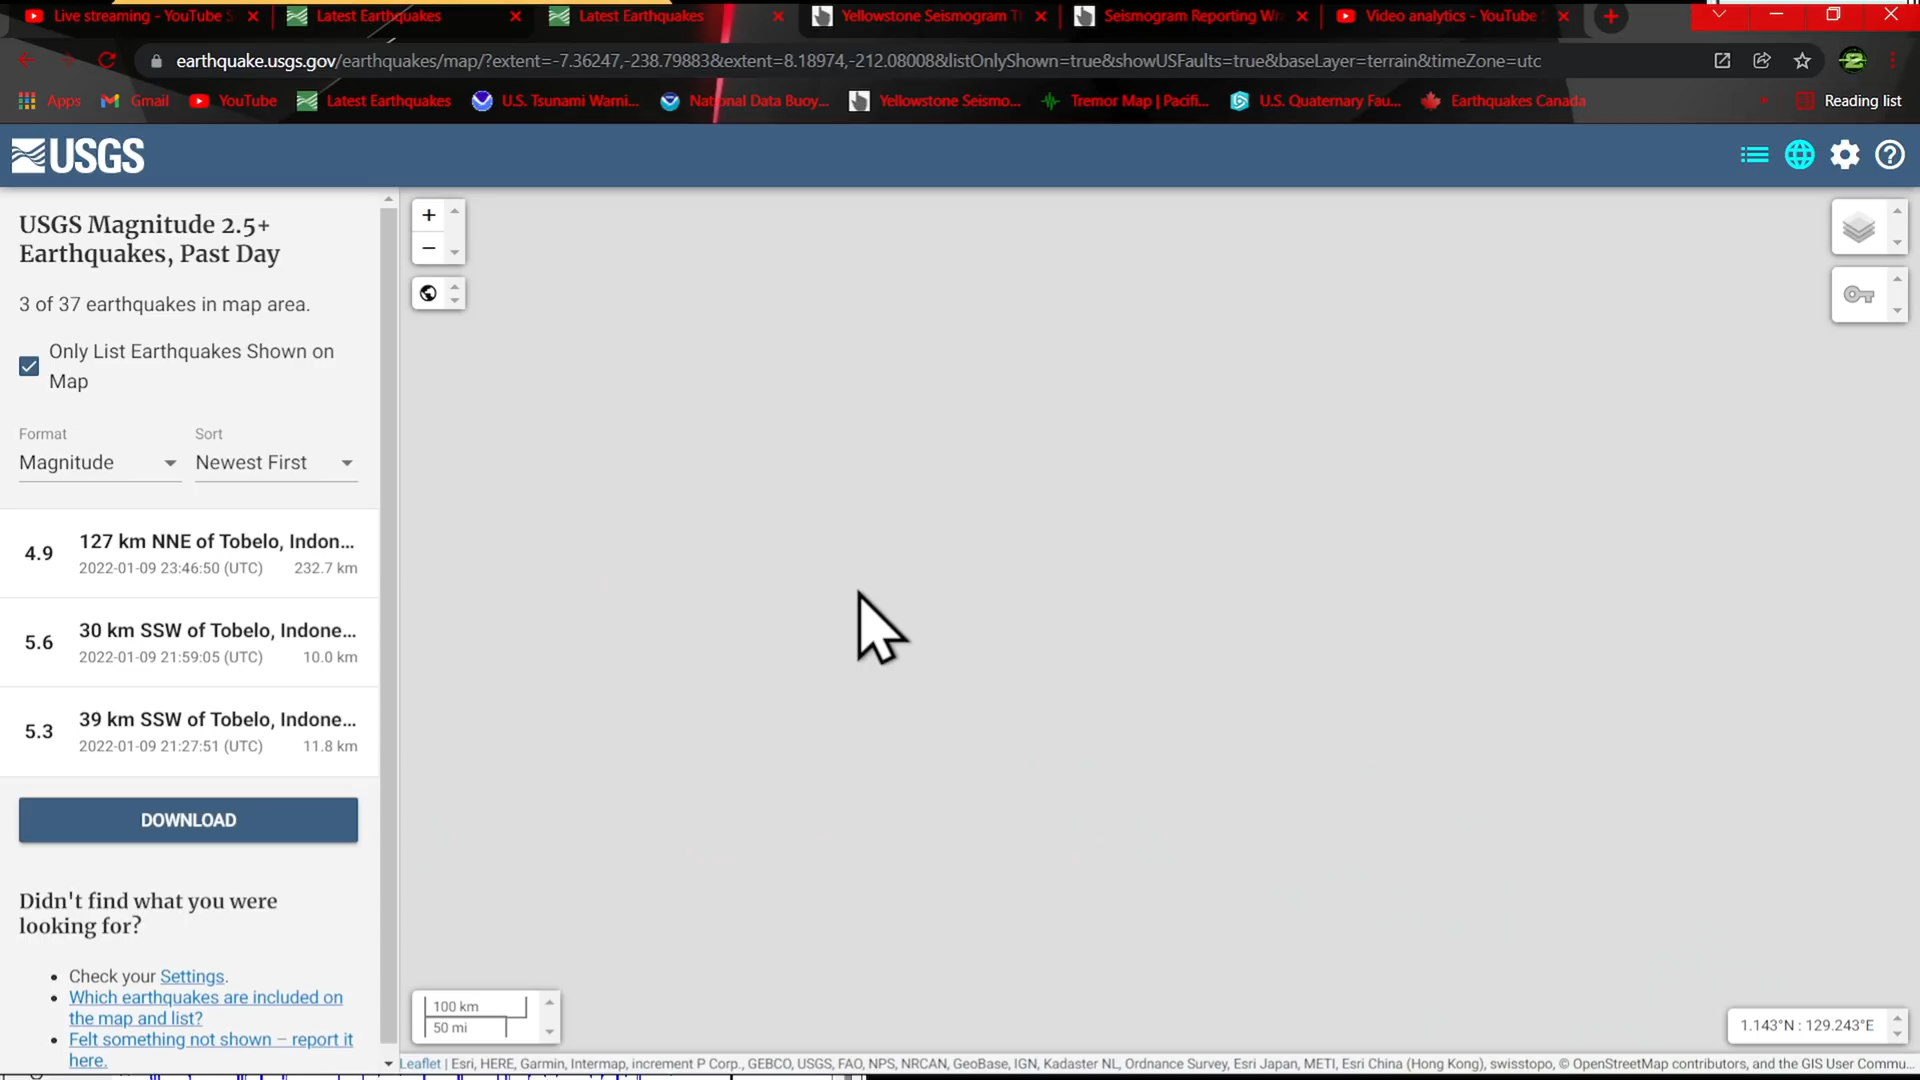 Live streaming - YouTube S
Latest Earthquakes
Latest Earthquakes
Yellowstone Seismogram T
Seismogram Reporting Wr
Video analytics - YouTube
earthquake.usgs.gov/earthquakes/map/?extent=-7.36247,-238.79883&extent=8.18974,-212.08008&listOnlyShown=true&showUSFaults=true&baseLayer=terrain&timeZone=utc
Apps
Gmail
YouTube
Latest Earthquakes
U.S. Tsunami Warni...
National Data Buoy...
Yellowstone Seismo...
Tremor Map | Pacifi...
U.S. Quaternary Fau...
Earthquakes Canada
Reading list
USGS
USGS Magnitude 2.5+
Earthquakes, Past Day
3 of 37 earthquakes in map area.
Only List Earthquakes Shown on
Map
Format
Sort
Magnitude
Newest First
4.9
127 km NNE of Tobelo, Indon...
2022-01-09 23:46:50 (UTC) 232.7 km
5.6
30 km SSW of Tobelo, Indone...
2022-01-09 21:59:05 (UTC) 10.0 km
5.3
39 km SSW of Tobelo, Indone...
2022-01-09 21:27:51 (UTC) 11.8 km
DOWNLOAD
Didn't find what you were
looking for?
Check your Settings.
Which earthquakes are included on
the map and list?
Felt something not shown – report it
here.
+
−
100 km
50 mi
1.143°N : 129.243°E
Leaflet | Esri, HERE, Garmin, Intermap, increment P Corp., GEBCO, USGS, FAO, NPS, NRCAN, GeoBase, IGN, Kadaster NL, Ordnance Survey, Esri Japan, METI, Esri China (Hong Kong), swisstopo, © OpenStreetMap contributors, and the GIS User Commu...